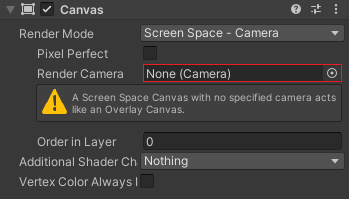 Canvas
Render Mode Screen Space - Camera
Pixel Perfect
Render Camera None (Camera)
A Screen Space Canvas with no specified camera acts
like an Overlay Canvas.
Order in Layer 0
Additional Shader Ch Nothing
Vertex Color Always I